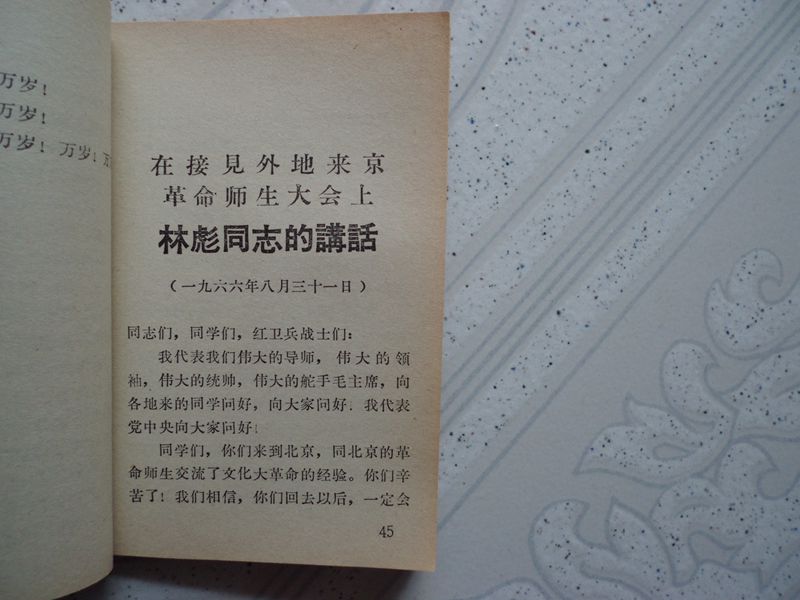 万岁！
万岁！
万岁！万岁！万
在接見外地来京
革命师生大会上
林彪同志的講話
（一九六六年八月三十一日）
同志们，同学们，红卫兵战士们：
我代表我们伟大的导师，伟大的领
袖，伟大的统帅，伟大的舵手毛主席，向
各地来的同学问好，向大家问好！我代表
党中央向大家问好！
同学们，你们来到北京，同北京的革
命师生交流了文化大革命的经验。你们辛
苦了！我们相信，你们回去以后，一定会
45